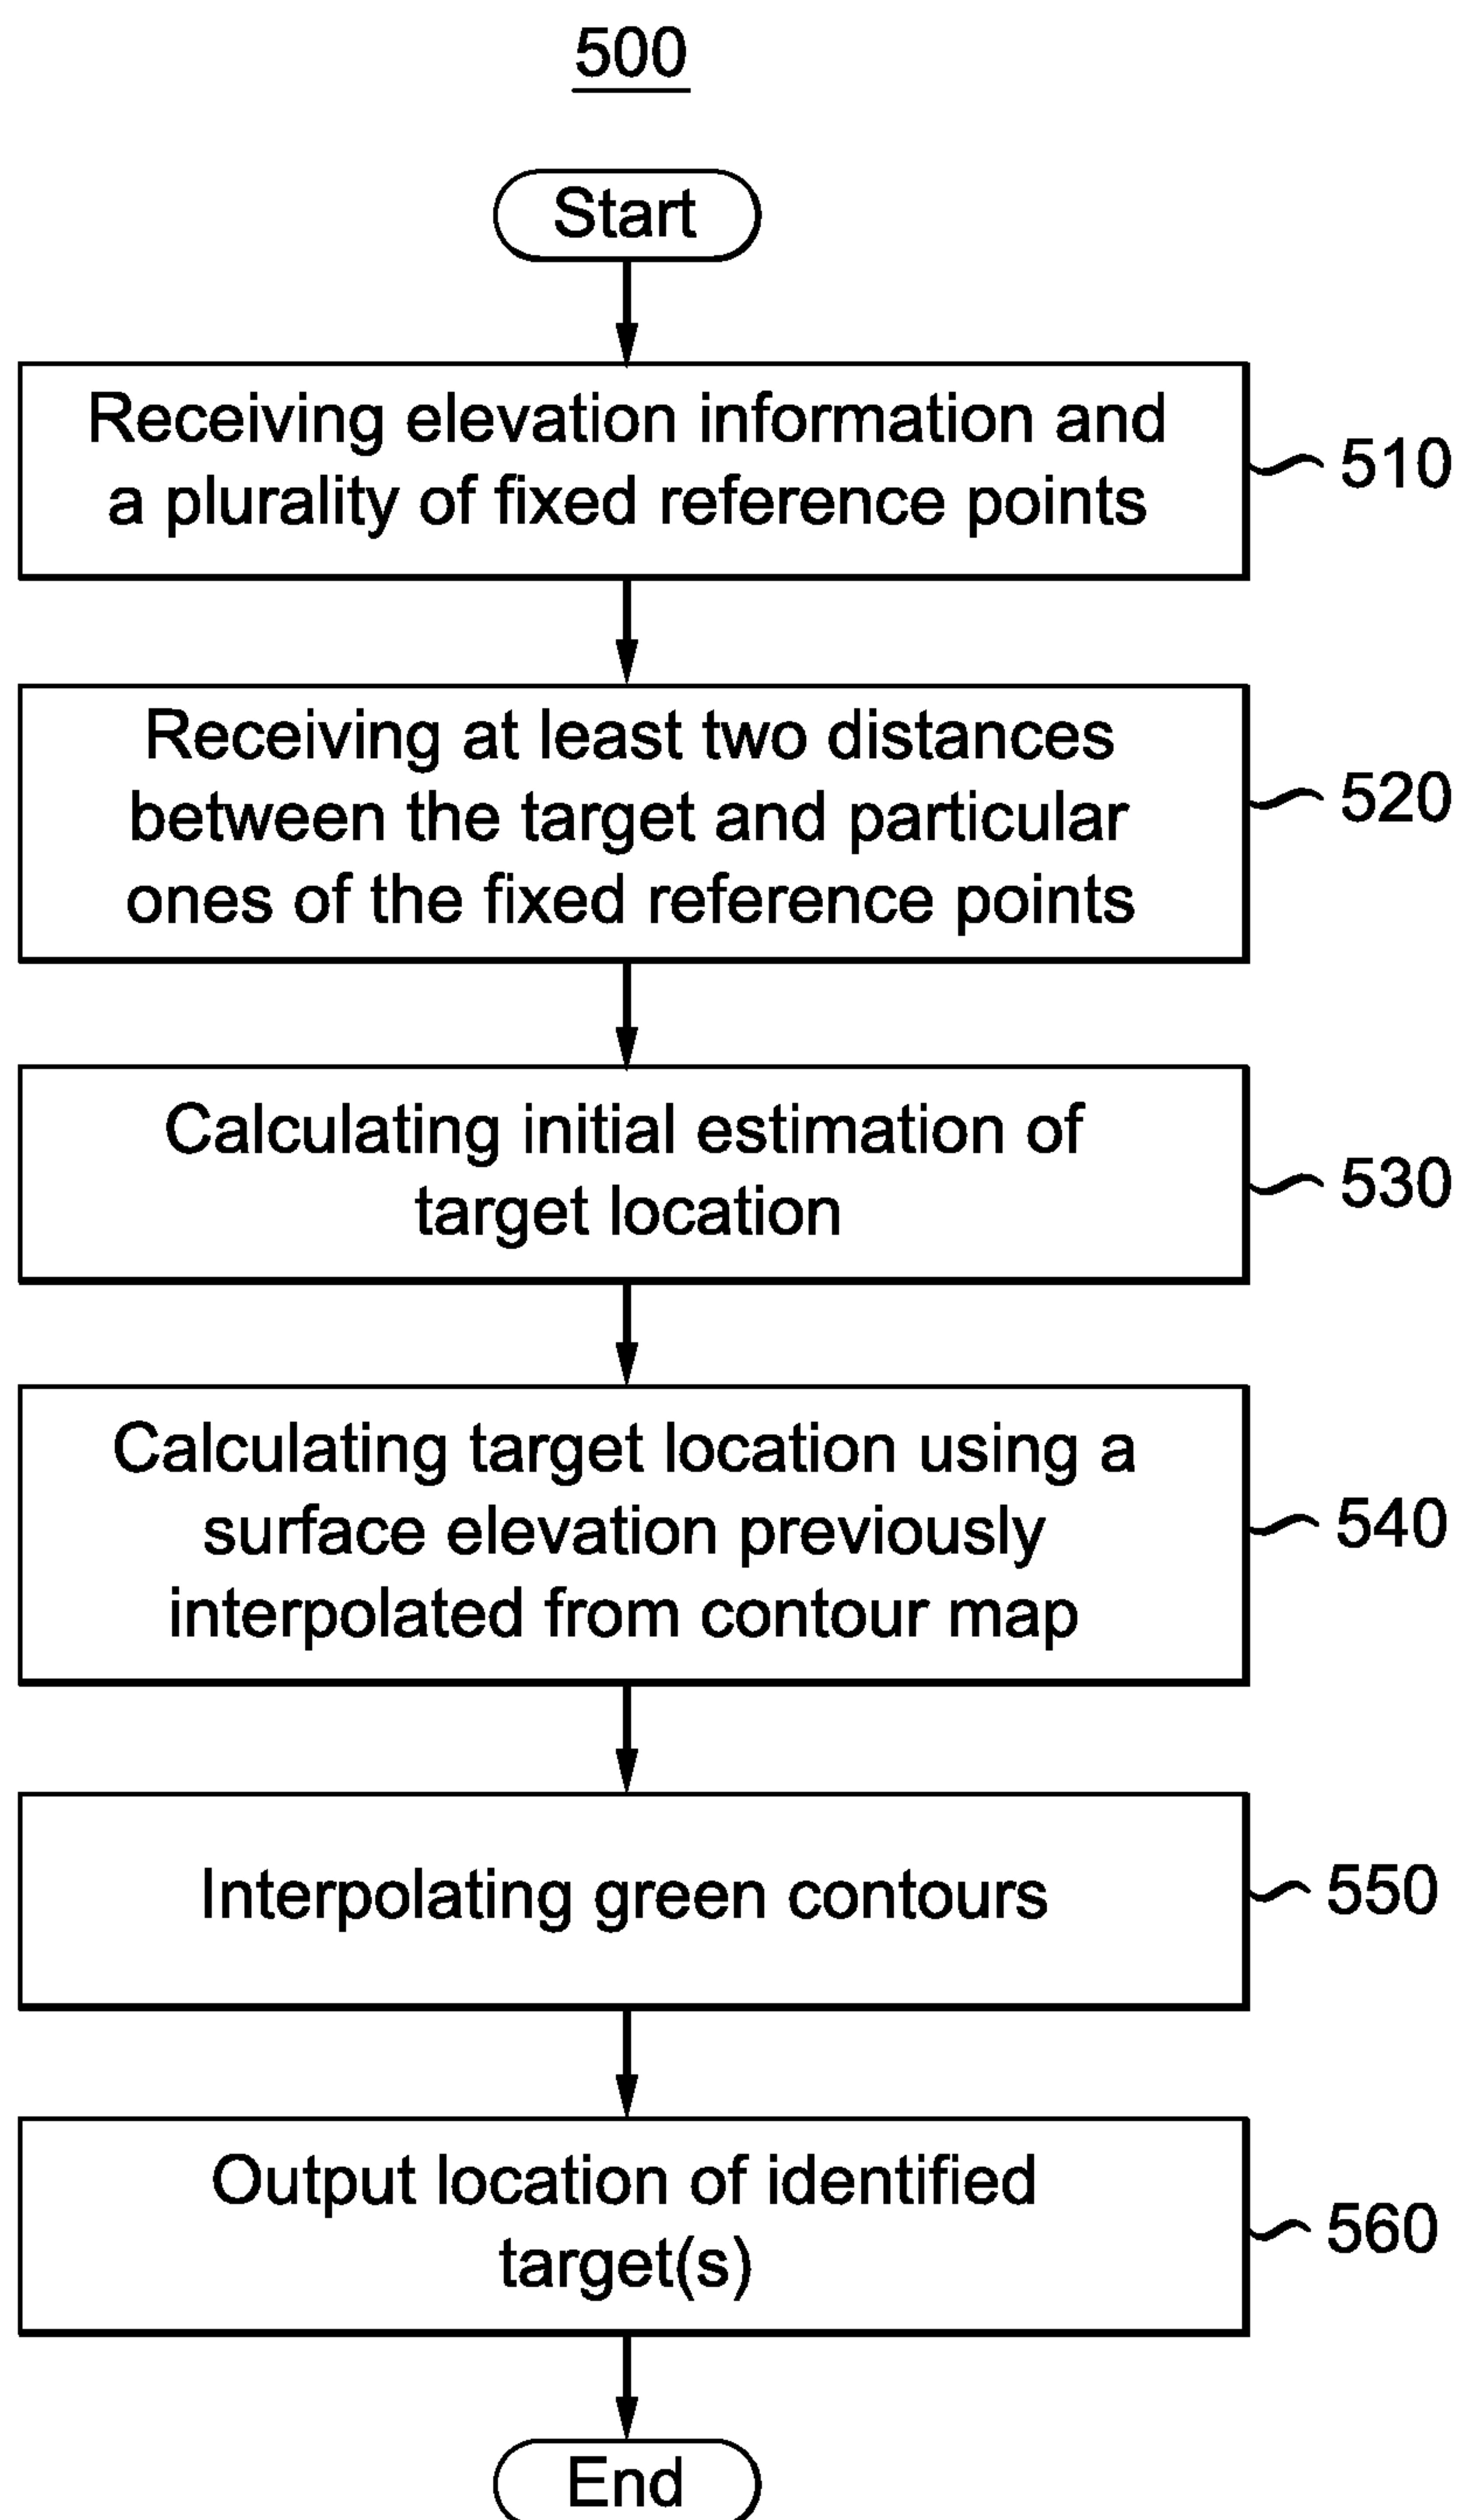 500
Start
Receiving elevation information and
a plurality of fixed reference points
510
Receiving at least two distances
between the target and particular
ones of the fixed reference points
520
Calculating initial estimation of
target location
530
Calculating target location using a
surface elevation previously
interpolated from contour map
540
Interpolating green contours
550
Output location of identified
target(s)
560
End